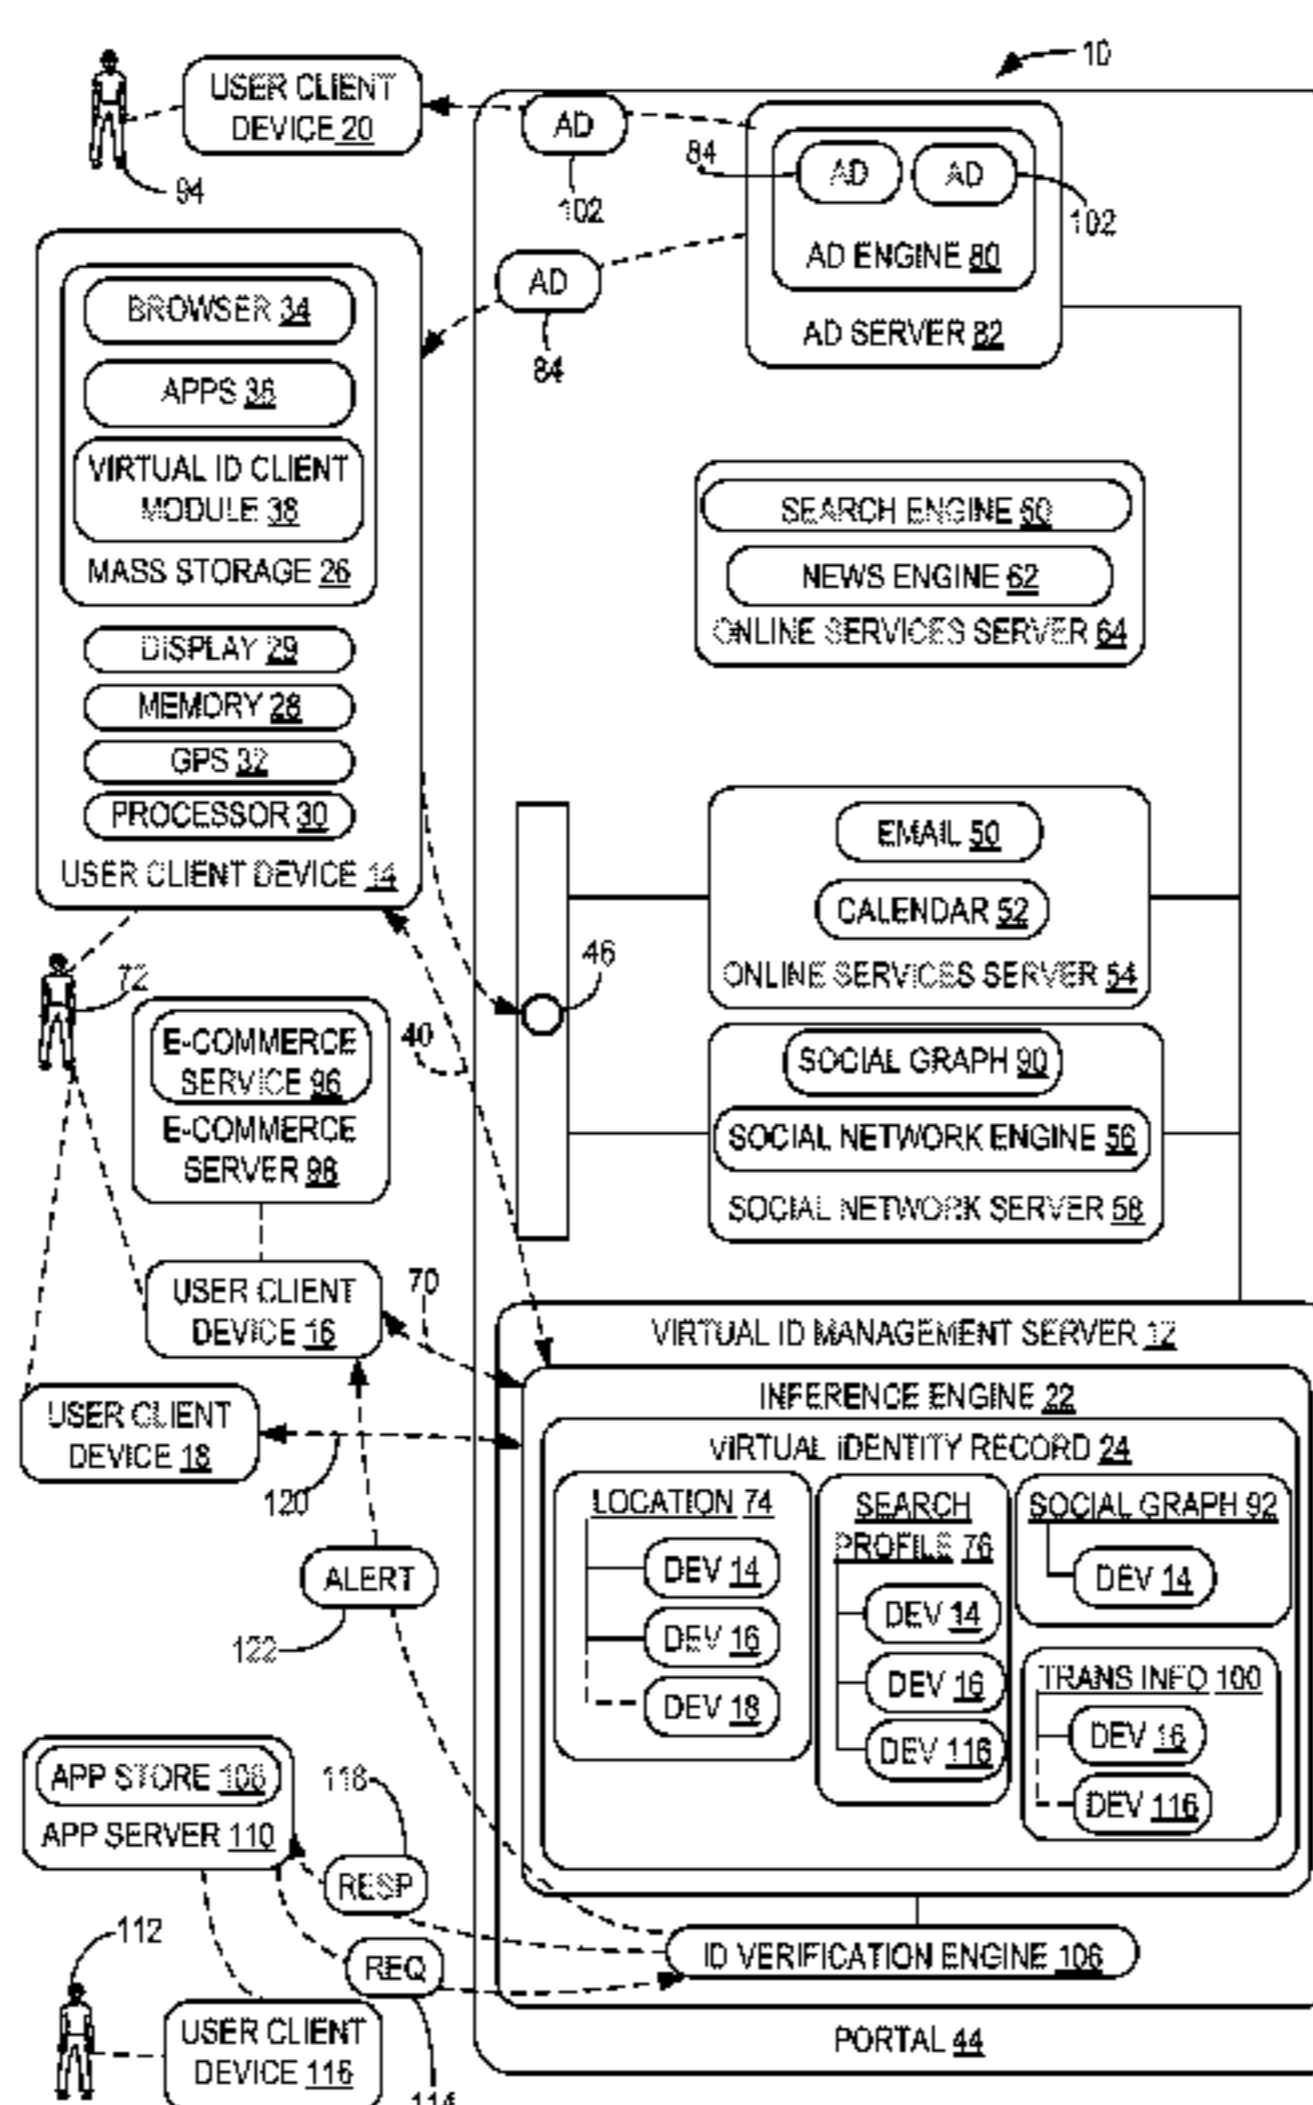 10
USER CLIENT
DEVICE 20
94
AD
102
84
AD
AD
102
AD ENGINE 80
AD SERVER 82
AD
84
BROWSER 34
APPS 36
VIRTUAL ID CLIENT
MODULE 38
MASS STORAGE 26
DISPLAY 29
MEMORY 28
GPS 32
PROCESSOR 30
USER CLIENT DEVICE 14
SEARCH ENGINE 60
NEWS ENGINE 62
ONLINE SERVICES SERVER 64
EMAIL 50
CALENDAR 52
ONLINE SERVICES SERVER 54
46
72
40
E-COMMERCE
SERVICE 96
E-COMMERCE
SERVER 98
SOCIAL GRAPH 90
SOCIAL NETWORK ENGINE 56
SOCIAL NETWORK SERVER 58
USER CLIENT
DEVICE 16
70
USER CLIENT
DEVICE 18
120
ALERT
122
VIRTUAL ID MANAGEMENT SERVER 12
INFERENCE ENGINE 22
VIRTUAL IDENTITY RECORD 24
LOCATION 74
DEV 14
DEV 16
DEV 18
SEARCH
PROFILE 76
DEV 14
DEV 16
DEV 116
SOCIAL GRAPH 92
DEV 14
TRANS INFO 100
DEV 16
DEV 116
APP STORE 108
APP SERVER 110
118
RESP
REQ
114
112
USER CLIENT
DEVICE 116
ID VERIFICATION ENGINE 106
PORTAL 44